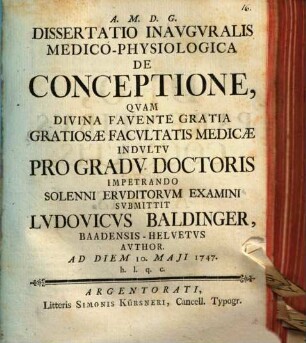 16.
A. M. D. G.
DISSERTATIO INAVGVRALIS
MEDICO-PHYSIOLOGICA
DE
CONCEPTIONE,
QVAM
DIVINA FAVENTE GRATIA
GRATIOSÆ FACVLTATIS MEDICÆ
INDVLTV
PRO GRADV DOCTORIS
IMPETRANDO
SOLENNI ERVDITORVM EXAMINI
SVBMITTIT
LVDOVICVS BALDINGER,
BAADENSIS-HELVETVS
AVTHOR.
AD DIEM 10. MAJI 1747.
h. l. q. c.
ARGENTORATI,
Litteris SIMONIS KÜRSNERI, Cancell. Typogr.